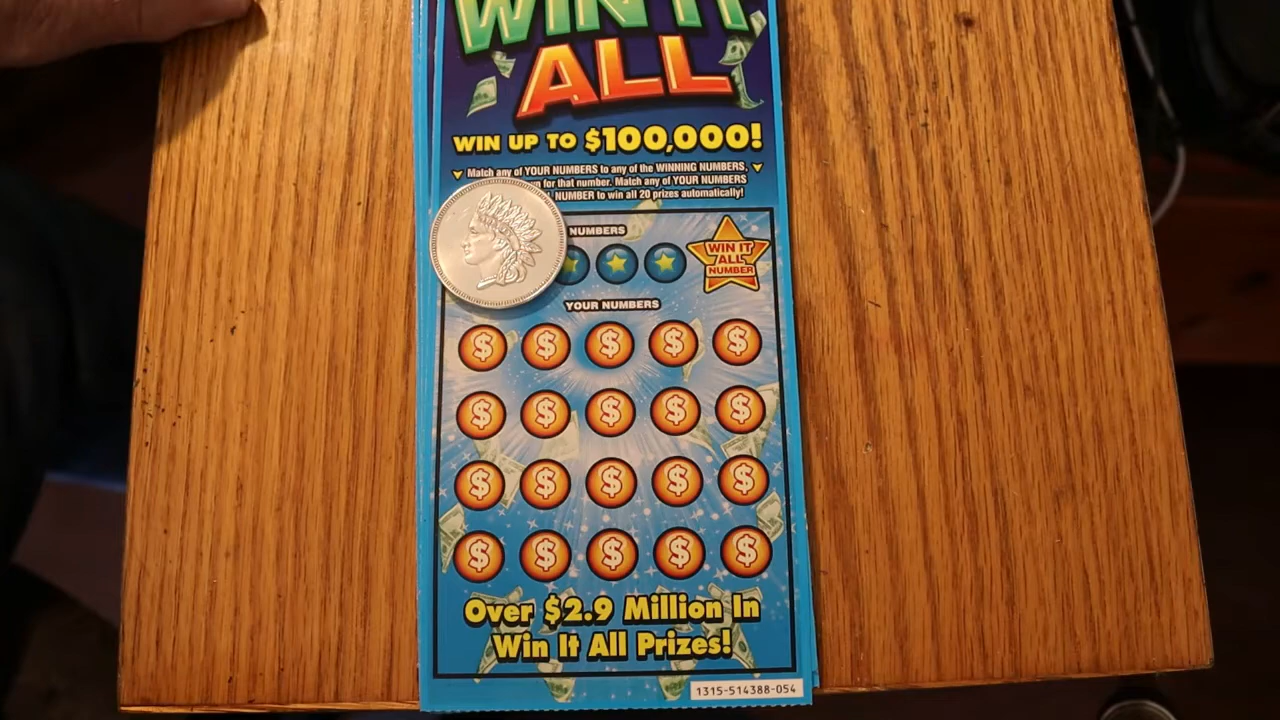 WIN IT
ALL
WIN UP TO $100,000!
Match any of YOUR NUMBERS to any of the WINNING NUMBERS,
for that number. Match any of YOUR NUMBERS
NUMBER to win all 20 prizes automatically!
NUMBERS
WIN IT
ALL
NUMBER
YOUR NUMBERS
$ $ $ $ $
$ $ $ $ $
$ $ $ $ $
$ $ $ $ $
Over $2.9 Million In
Win It All Prizes!
1315-514388-054